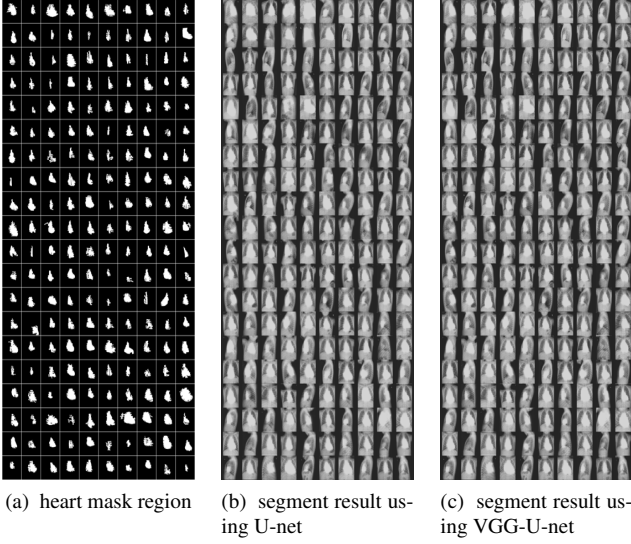 (a) heart mask region
(b) segment result us-
ing U-net
(c) segment result us-
ing VGG-U-net